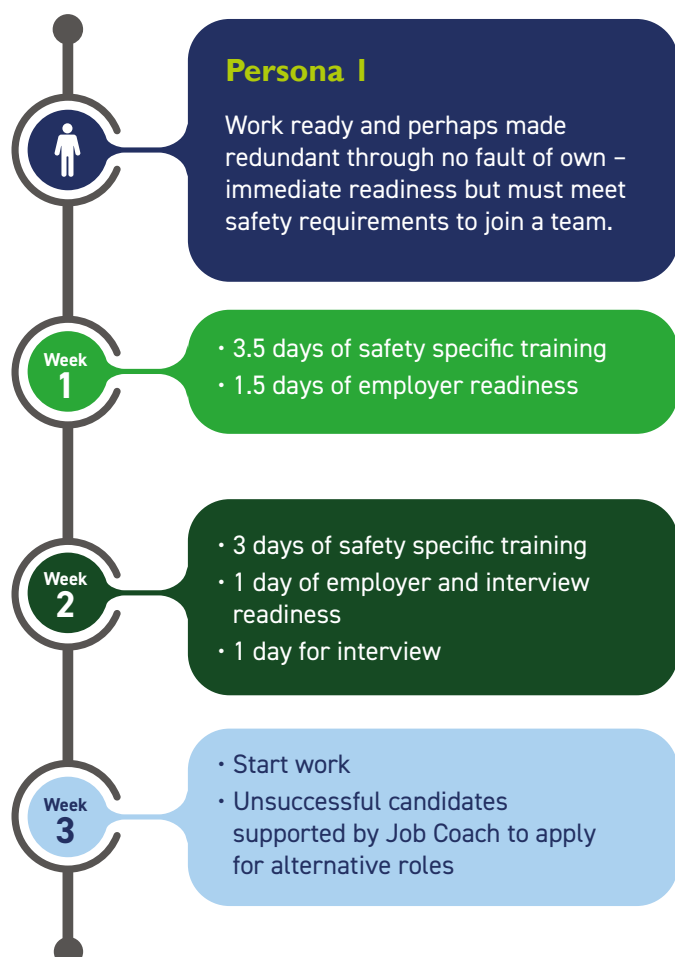 Persona 1
Work ready and perhaps made
redundant through no fault of own –
immediate readiness but must meet
safety requirements to join a team.
Week
1
· 3.5 days of safety specific training
· 1.5 days of employer readiness
Week
2
· 3 days of safety specific training
· 1 day of employer and interview
readiness
· 1 day for interview
Week
3
· Start work
· Unsuccessful candidates
supported by Job Coach to apply
for alternative roles